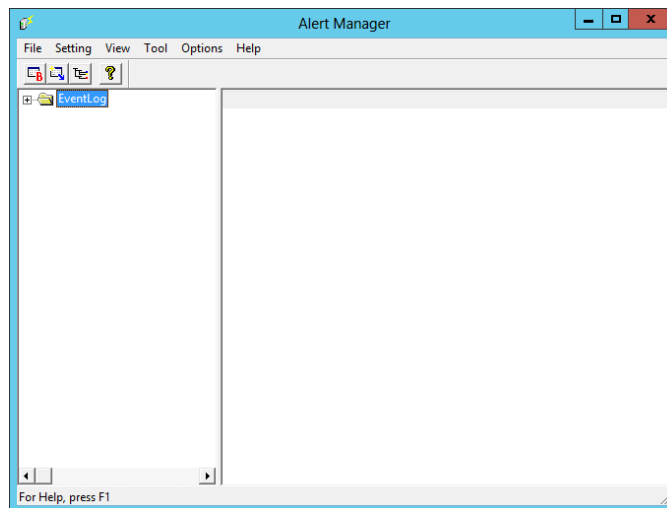 Alert Manager
File Setting View Tool Options Help
EventLog
For Help, press F1